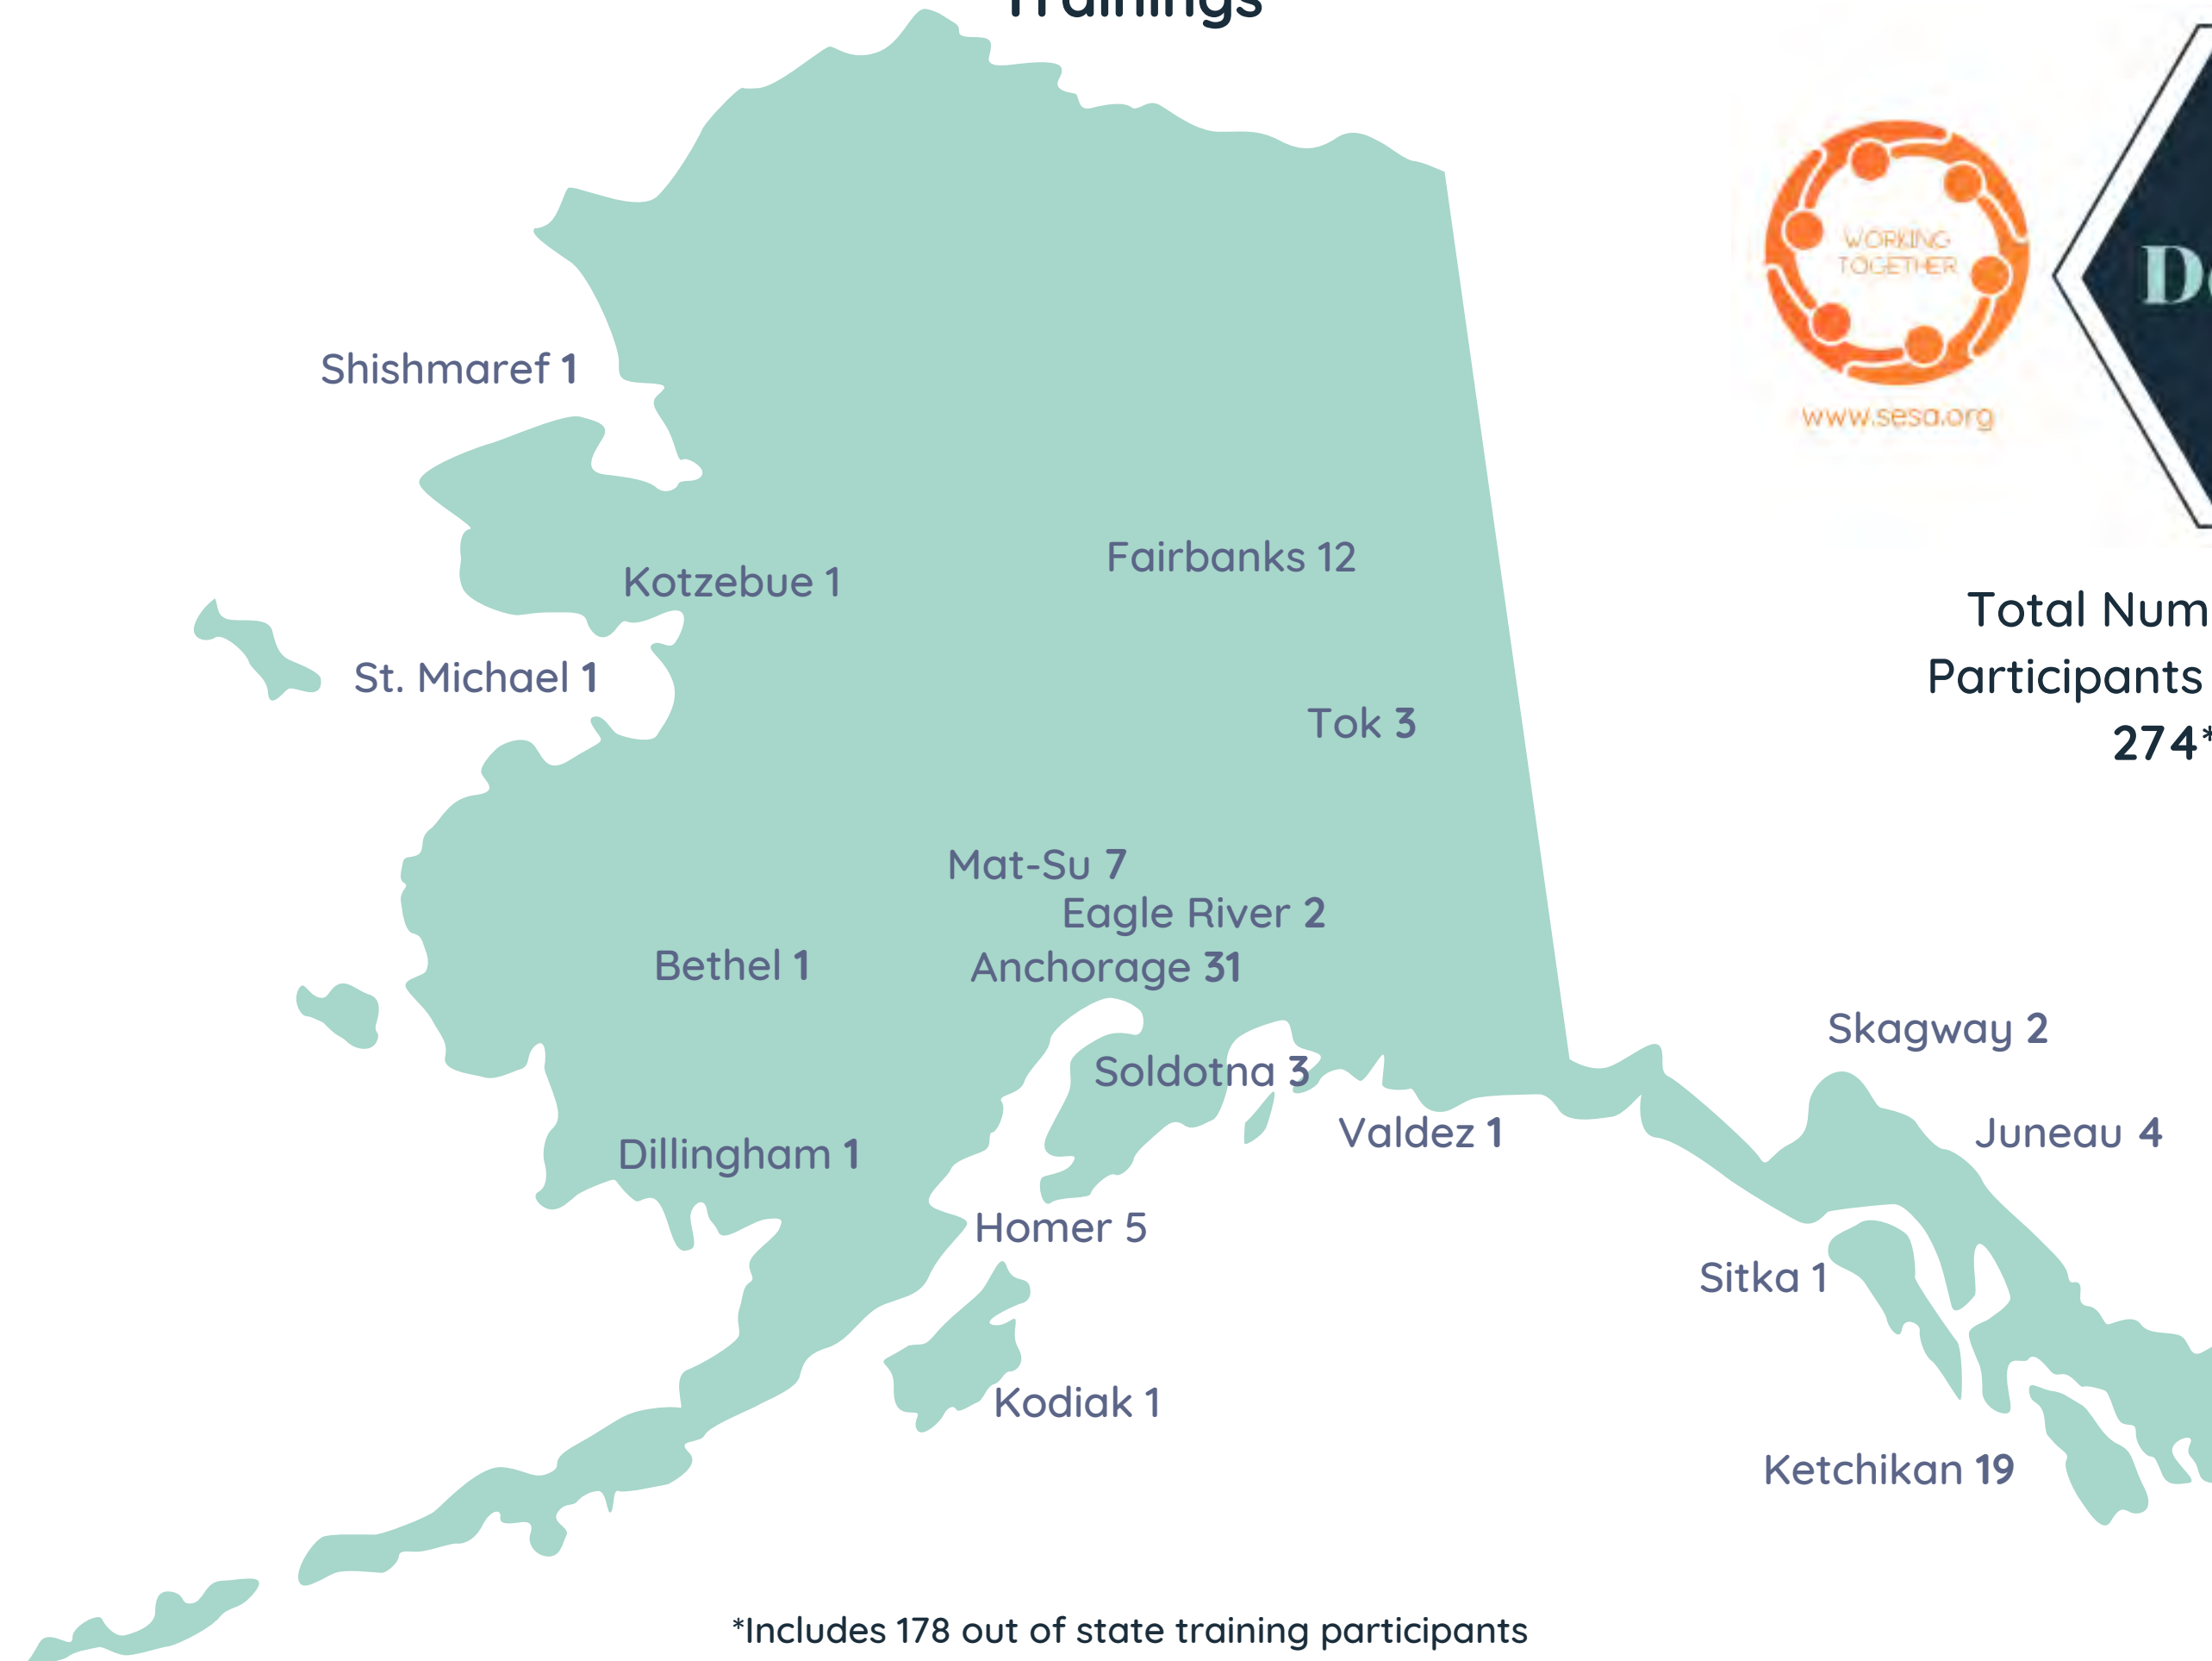 Trainings
WORKING
TOGETHER
www.sesa.org
Shishmaref 1
Fairbanks 12
Kotzebue 1
Total Num
Participants
274*
St. Michael 1
Tok 3
Mat-Su 7
Eagle River 2
Bethel 1
Anchorage 31
Skagway 2
Soldotna 3
Valdez 1
Juneau 4
Dillingham 1
Homer 5
Sitka 1
Kodiak 1
Ketchikan 19
*Includes 178 out of state training participants